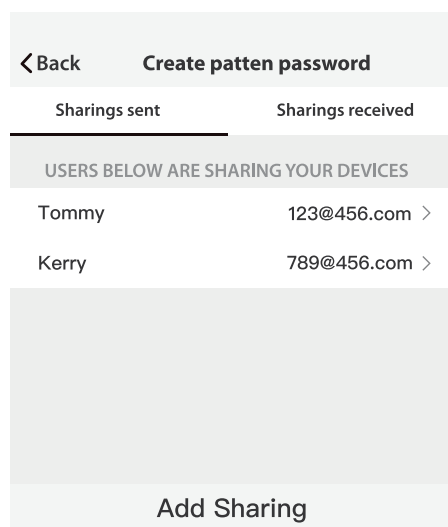 Back Create patten password
Sharings sent Sharings received
USERS BELOW ARE SHARING YOUR DEVICES
Tommy 123@456.com
Kerry 789@456.com
Add Sharing